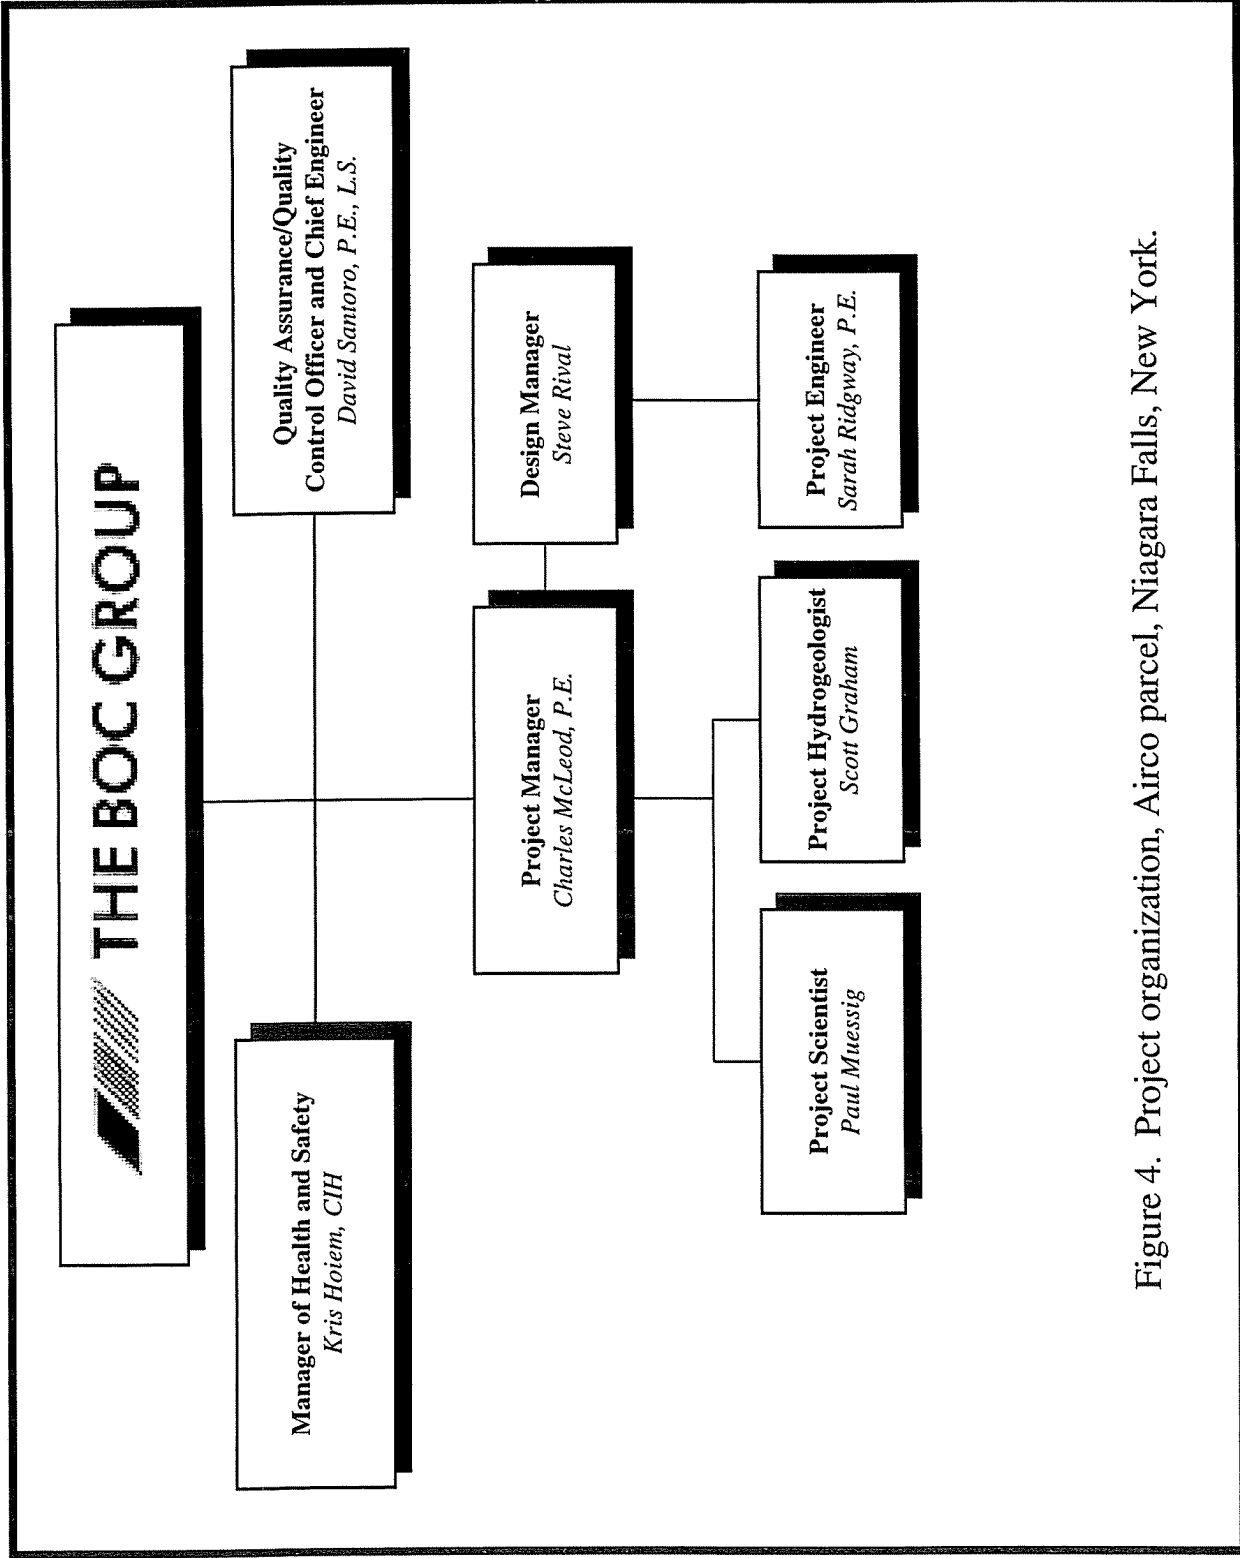 THE BOC GROUP
Manager of Health and Safety
Kris Hoiem, CIH
Quality Assurance/Quality
Control Officer and Chief Engineer
David Santoro, P.E., L.S.
Project Manager
Charles McLeod, P.E.
Design Manager
Steve Rival
Project Scientist
Paul Muessig
Project Hydrogeologist
Scott Graham
Project Engineer
Sarah Ridgway, P.E.
Figure 4. Project organization, Airco parcel, Niagara Falls, New York.